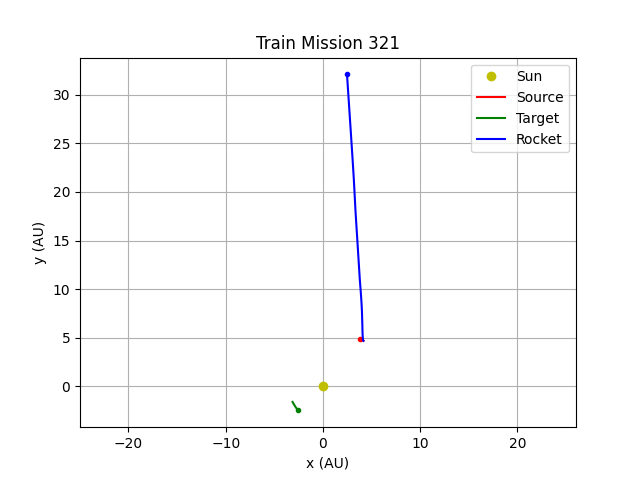 Train Mission 321
Sun
Source
Target
Rocket
30
25
20
15
10
5
0
y (AU)
−20
−10
0
10
20
x (AU)